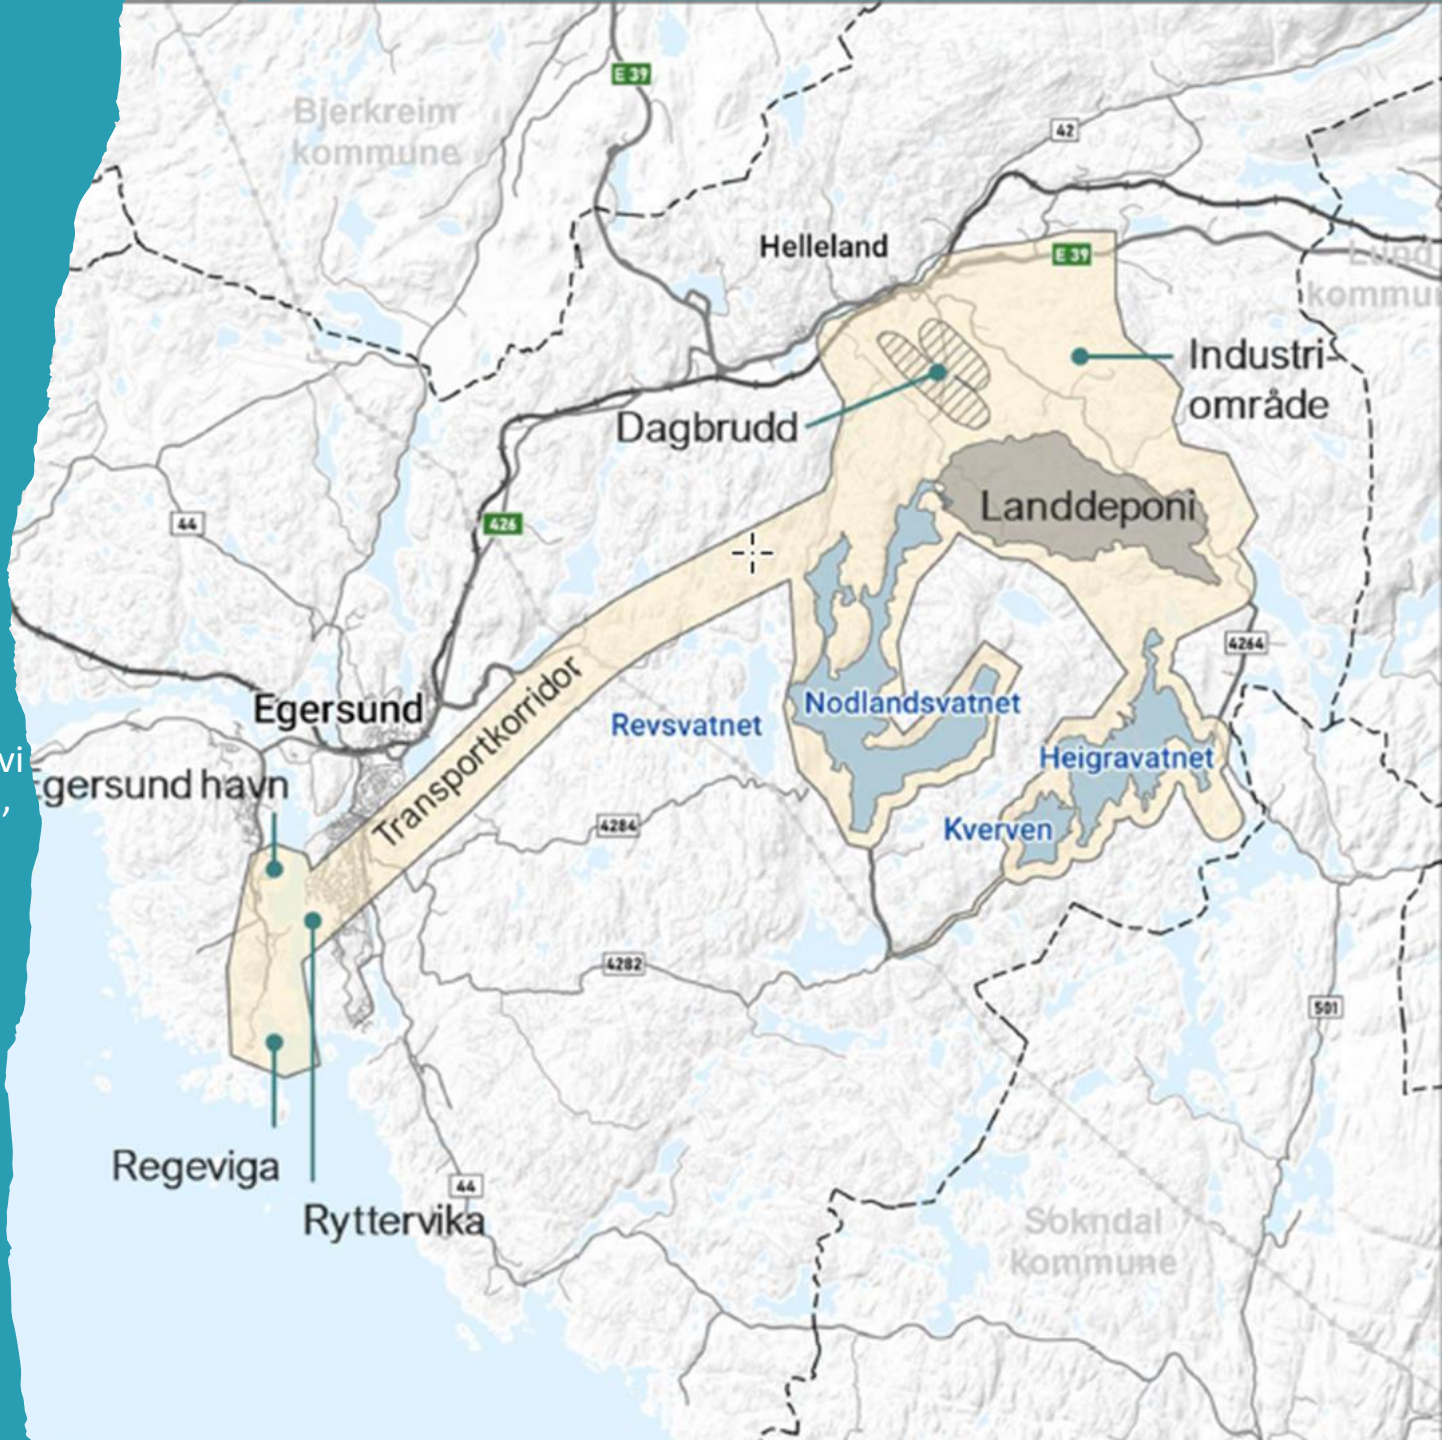 E 39
Bjerkreim
kommune
42
Helleland
E 39
Lund
Industri-
område
Dagbrudd
44
426
Landdeponi
4264
Transportkorridor
Egersund
Revsvatnet
Nodlandsvatnet
Heigravatnet
vi
,
Egersund havn
4284
Kverven
4282
501
Regeviga
44
Ryttervika
Sokndal
kommune